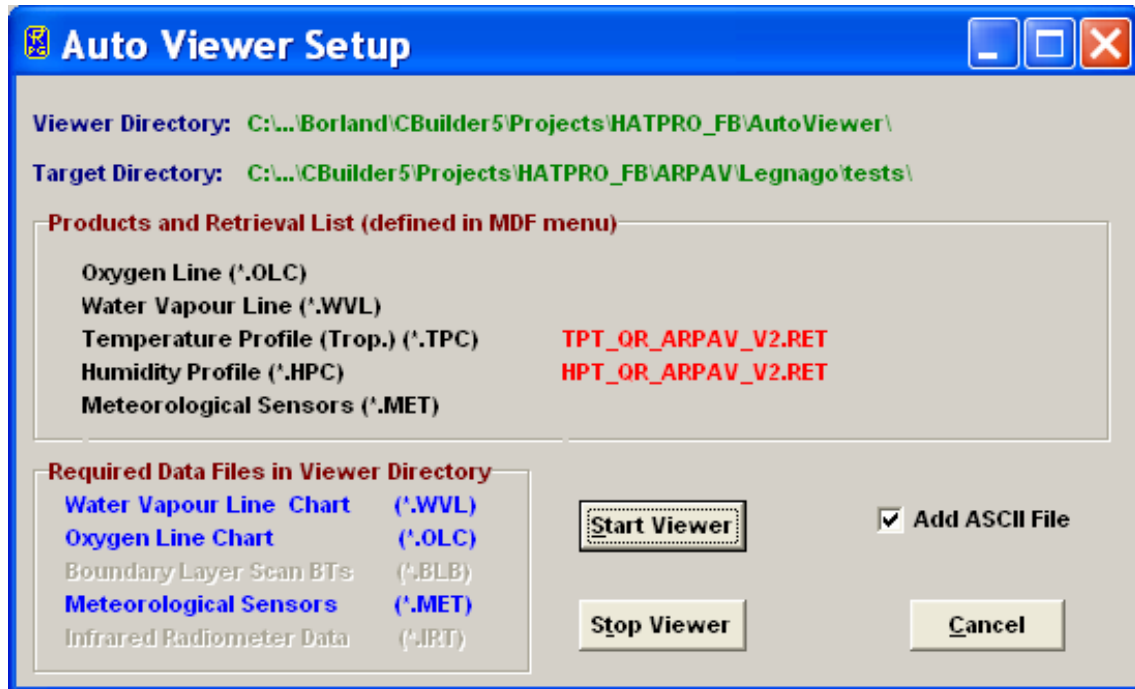 R
PG
Auto Viewer Setup
Viewer Directory: C:\...\Borland\CBuilder5\Projects\HATPRO_FB\AutoViewer\
Target Directory: C:\...\CBuilder5\Projects\HATPRO_FB\ARPAV\Legnago\tests\
Products and Retrieval List (defined in MDF menu)
Oxygen Line (*.OLC)
Water Vapour Line (*.WVL)
Temperature Profile (Trop.) (*.TPC) TPT_QR_ARPAV_V2.RET
Humidity Profile (*.HPC) HPT_QR_ARPAV_V2.RET
Meteorological Sensors (*.MET)
Required Data Files in Viewer Directory
Water Vapour Line Chart (*.WVL)
Oxygen Line Chart (*.OLC)
Boundary Layer Scan BTs (*.BLB)
Meteorological Sensors (*.MET)
Infrared Radiometer Data (*.IRT)
Start Viewer
Add ASCII File
Stop Viewer
Cancel